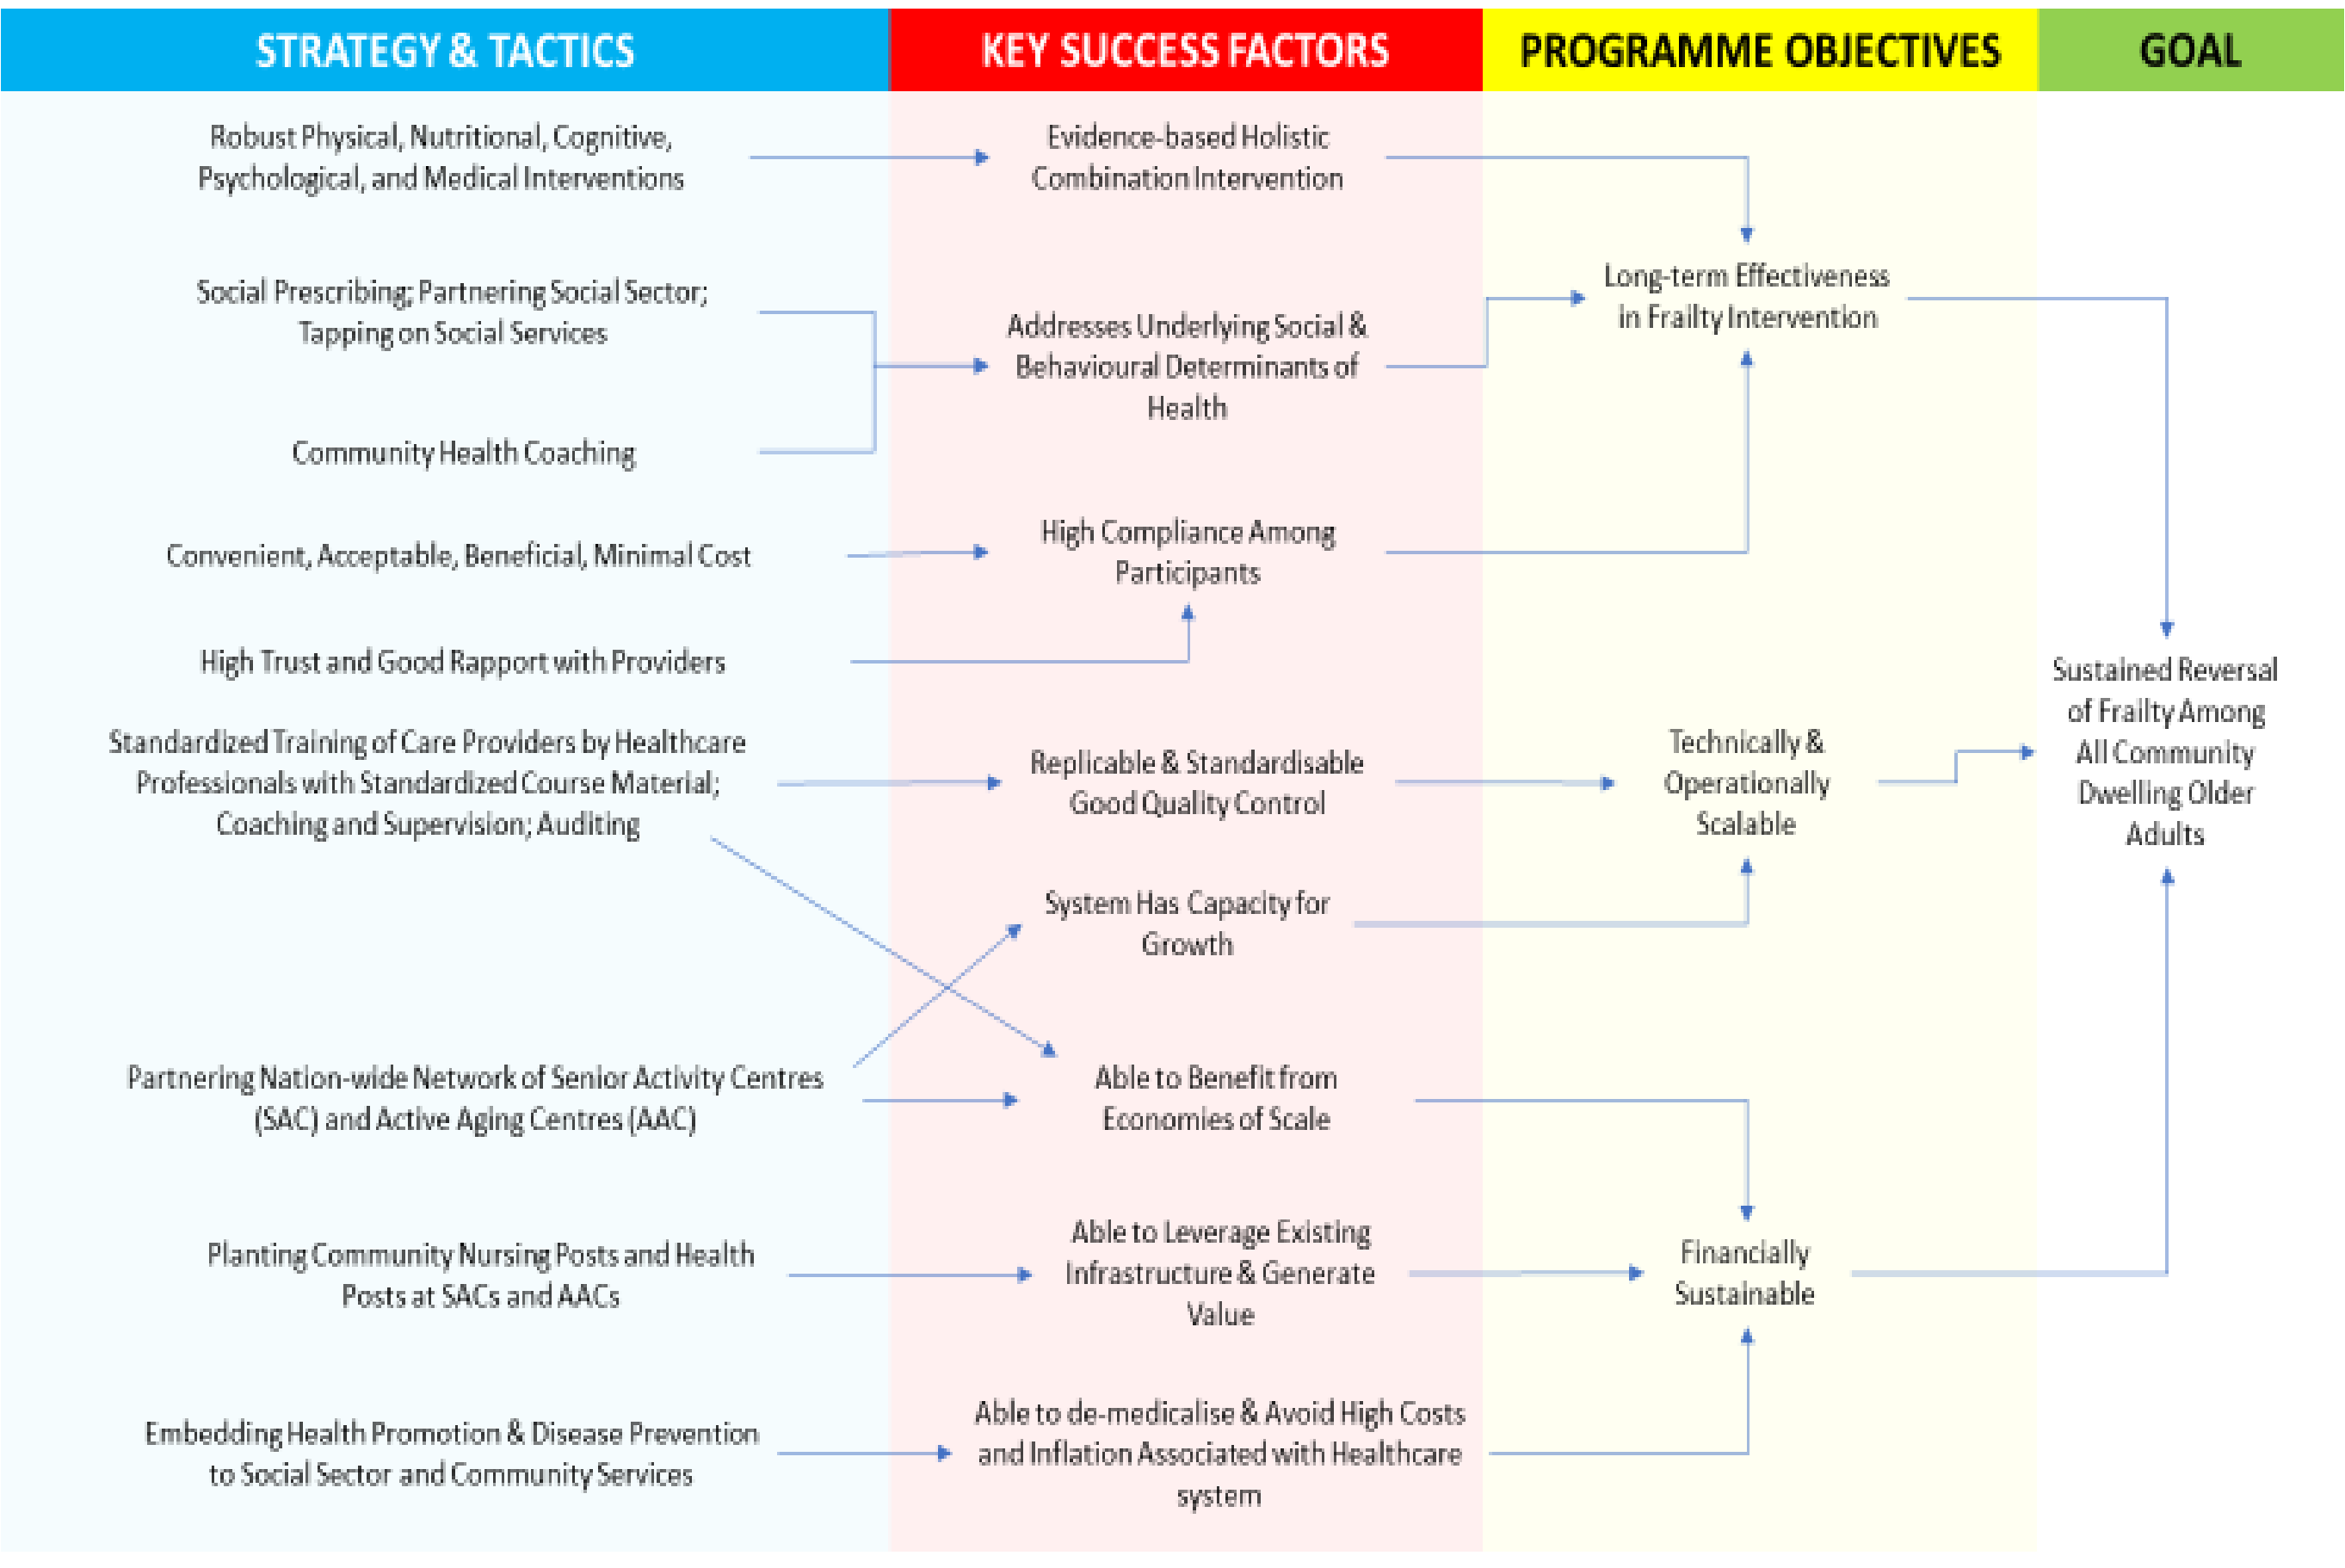 STRATEGY & TACTICS
KEY SUCCESS FACTORS
PROGRAMME OBJECTIVES
GOAL
Robust Physical, Nutritional, Cognitive,
Psychological, and Medical Interventions
Social Prescribing; Partnering Social Sector;
Tapping on Social Services
Community Health Coaching
Convenient, Acceptable, Beneficial, Minimal Cost
High Trust and Good Rapport with Providers
Standardized Training of Care Providers by Healthcare
Professionals with Standardized Course Material;
Coaching and Supervision; Auditing
Partnering Nation-wide Network of Senior Activity Centres
(SAC) and Active Aging Centres (AAC)
Planting Community Nursing Posts and Health
Posts at SACs and AACs
Embedding Health Promotion & Disease Prevention
to Social Sector and Community Services
Evidence-based Holistic
Combination Intervention
Addresses Underlying Social &
Behavioural Determinants of
Health
High Compliance Among
Participants
Replicable & Standardisable
Good Quality Control
System Has Capacity for
Growth
Able to Benefit from
Economies of Scale
Able to Leverage Existing
Infrastructure & Generate
Value
Able to de-medicalise & Avoid High Costs
and Inflation Associated with Healthcare
system
Long-term Effectiveness
in Frailty Intervention
Technically &
Operationally
Scalable
Financially
Sustainable
Sustained Reversal
of Frailty Among
All Community
Dwelling Older
Adults